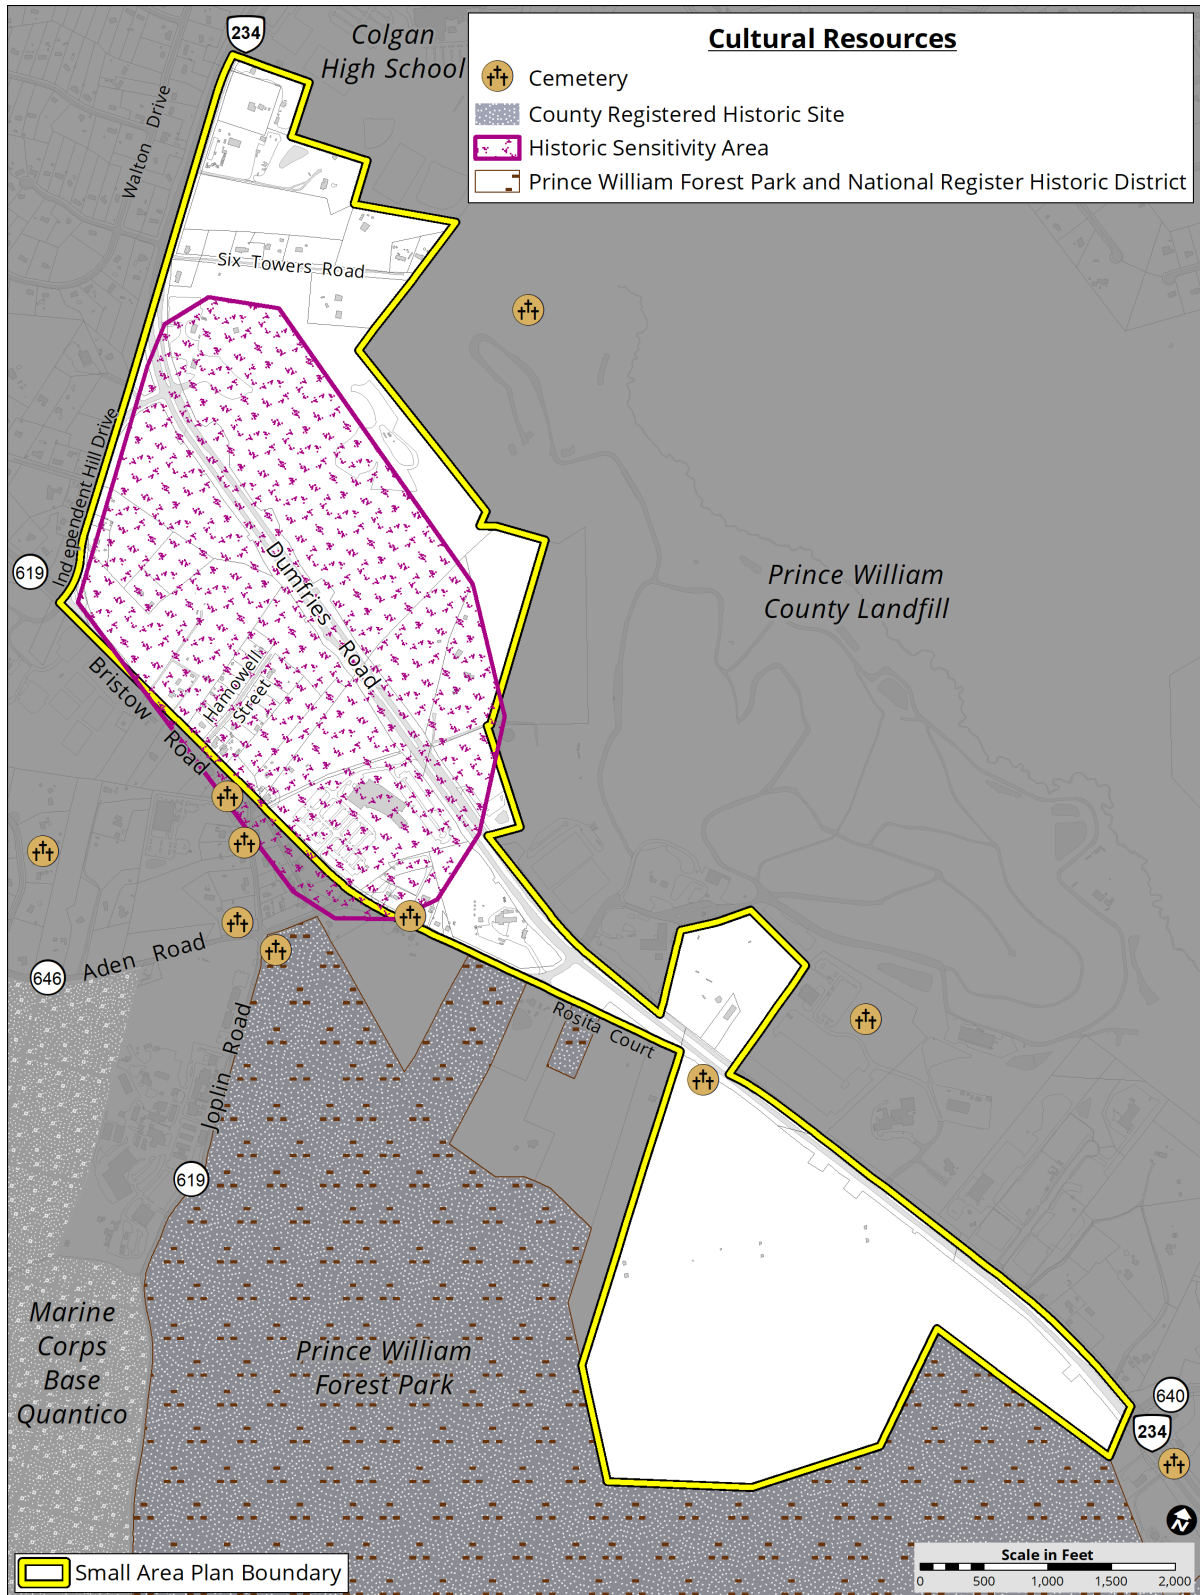 234
Colgan
High School
Cultural Resources
Cemetery
County Registered Historic Site
Historic Sensitivity Area
Prince William Forest Park and National Register Historic District
Walton Drive
Six Towers Road
Independent Hill Drive
619
Dumfries Road
Prince William
County Landfill
Hamowell
Street
Bristow Road
Aden Road
646
Joplin Road
Rosita Court
619
Marine
Corps
Base
Quantico
Prince William
Forest Park
640
234
N
Small Area Plan Boundary
Scale in Feet
0 500 1,000 1,500 2,000